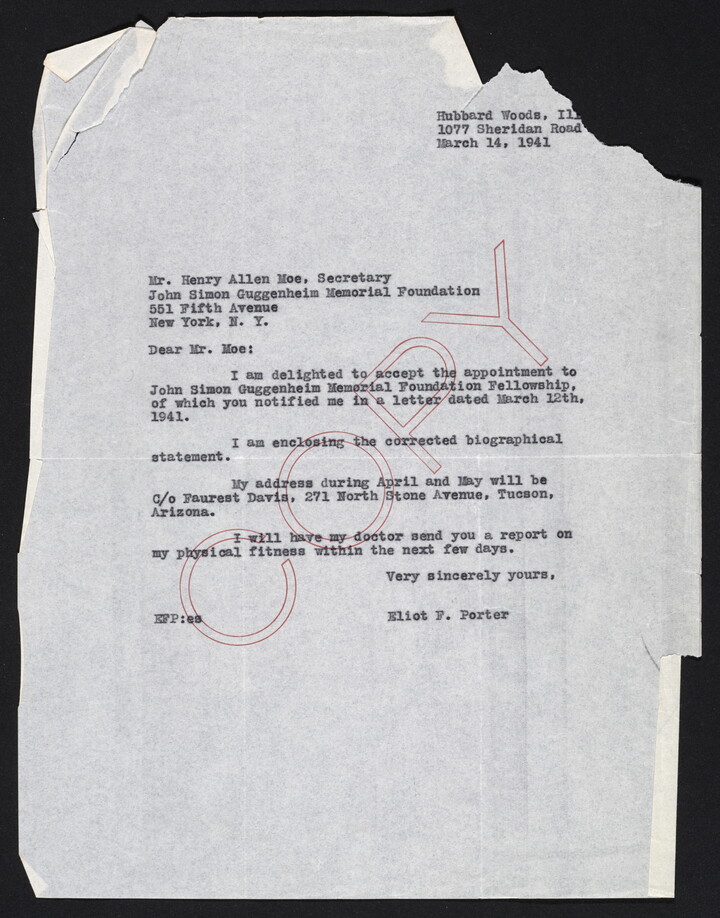 Hubbard Woods, Ill
1077 Sheridan Road
March 14, 1941
Mr. Henry Allen Moe, Secretary
John Simon Guggenheim Memorial Foundation
551 Fifth Avenue
New York, N. Y.
Dear Mr. Moe:
I am delighted to accept the appointment to
John Simon Guggenheim Memorial Foundation Fellowship,
of which you notified me in a letter dated March 12th,
1941.
I am enclosing the corrected biographical
statement.
My address during April and May will be
c/o Faurest Davis, 271 North Stone Avenue, Tucson,
Arizona.
I will have my doctor send you a report on
my physical fitness within the next few days.
Very sincerely yours,
EFP:es
Eliot F. Porter
COPY